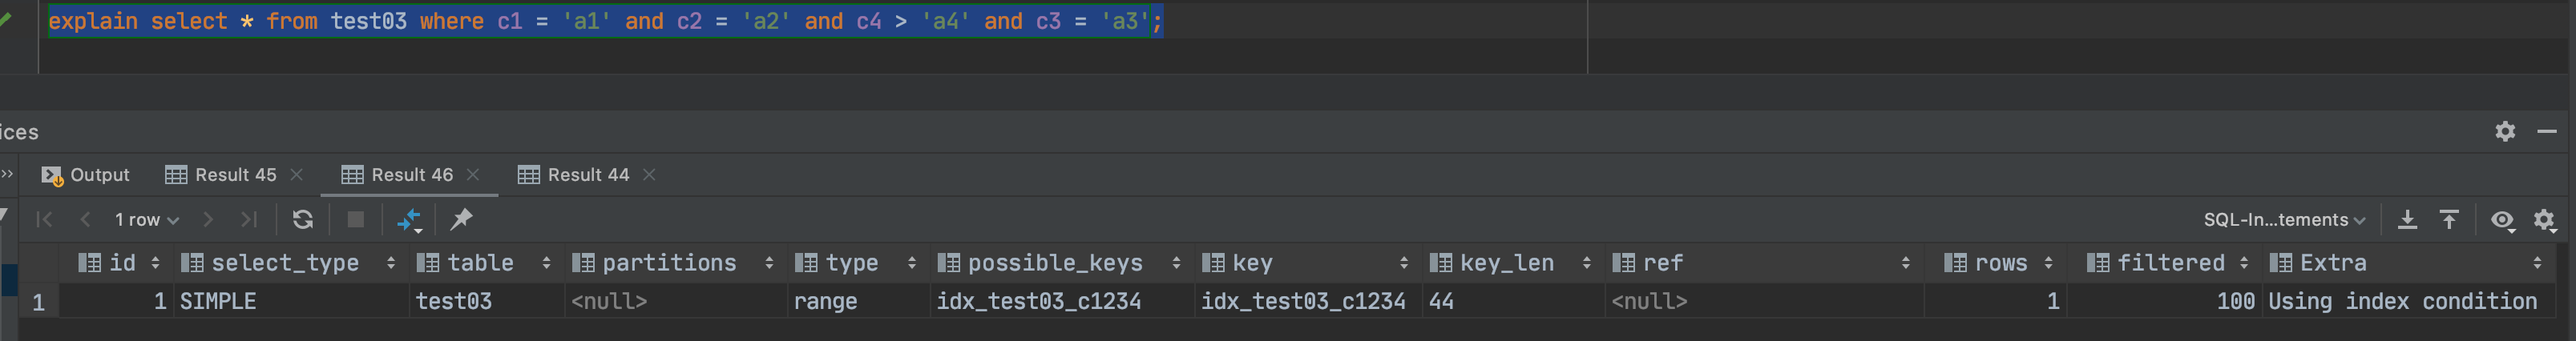 explain select * from test03 where c1 = 'a1' and c2 = 'a2' and c4 > 'a4' and c3 = 'a3';
ices
Output Result 45 Result 46 Result 44
1 row SQL-In...tements
id select_type table partitions type possible_keys key key_len ref rows filtered Extra
1 1 SIMPLE test03 <null> range idx_test03_c1234 idx_test03_c1234 44 <null> 1 100 Using index condition